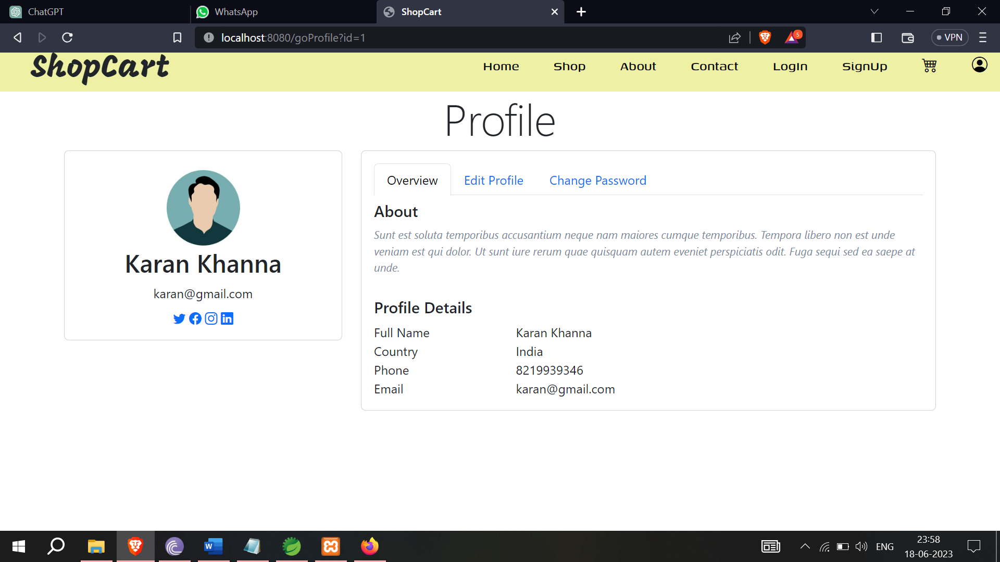 ChatGPT
WhatsApp
ShopCart
localhost:8080/goProfile?id=1
5
VPN
ShopCart
Home
Shop
About
Contact
LogIn
SignUp
Profile
Karan Khanna
karan@gmail.com
Overview
Edit Profile
Change Password
About
Sunt est soluta temporibus accusantium neque nam maiores cumque temporibus. Tempora libero non est unde
veniam est qui dolor. Ut sunt iure rerum quae quisquam autem eveniet perspiciatis odit. Fuga sequi sed ea saepe at
unde.
Profile Details
Full Name Karan Khanna
Country India
Phone 8219939346
Email karan@gmail.com
ENG
23:58
18-06-2023